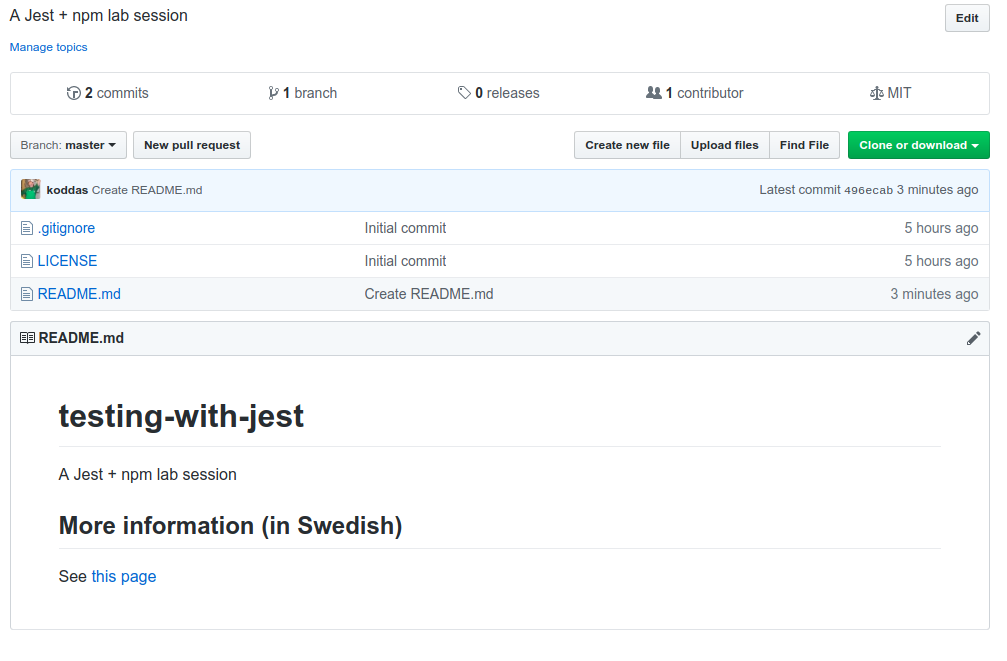 A Jest + npm lab session
Edit
Manage topics
2 commits
1 branch
0 releases
1 contributor
MIT
Branch: master
New pull request
Create new file
Upload files
Find File
Clone or download
koddas Create README.md
Latest commit 496ecab 3 minutes ago
.gitignore
Initial commit
5 hours ago
LICENSE
Initial commit
5 hours ago
README.md
Create README.md
3 minutes ago
README.md
testing-with-jest
A Jest + npm lab session
More information (in Swedish)
See this page